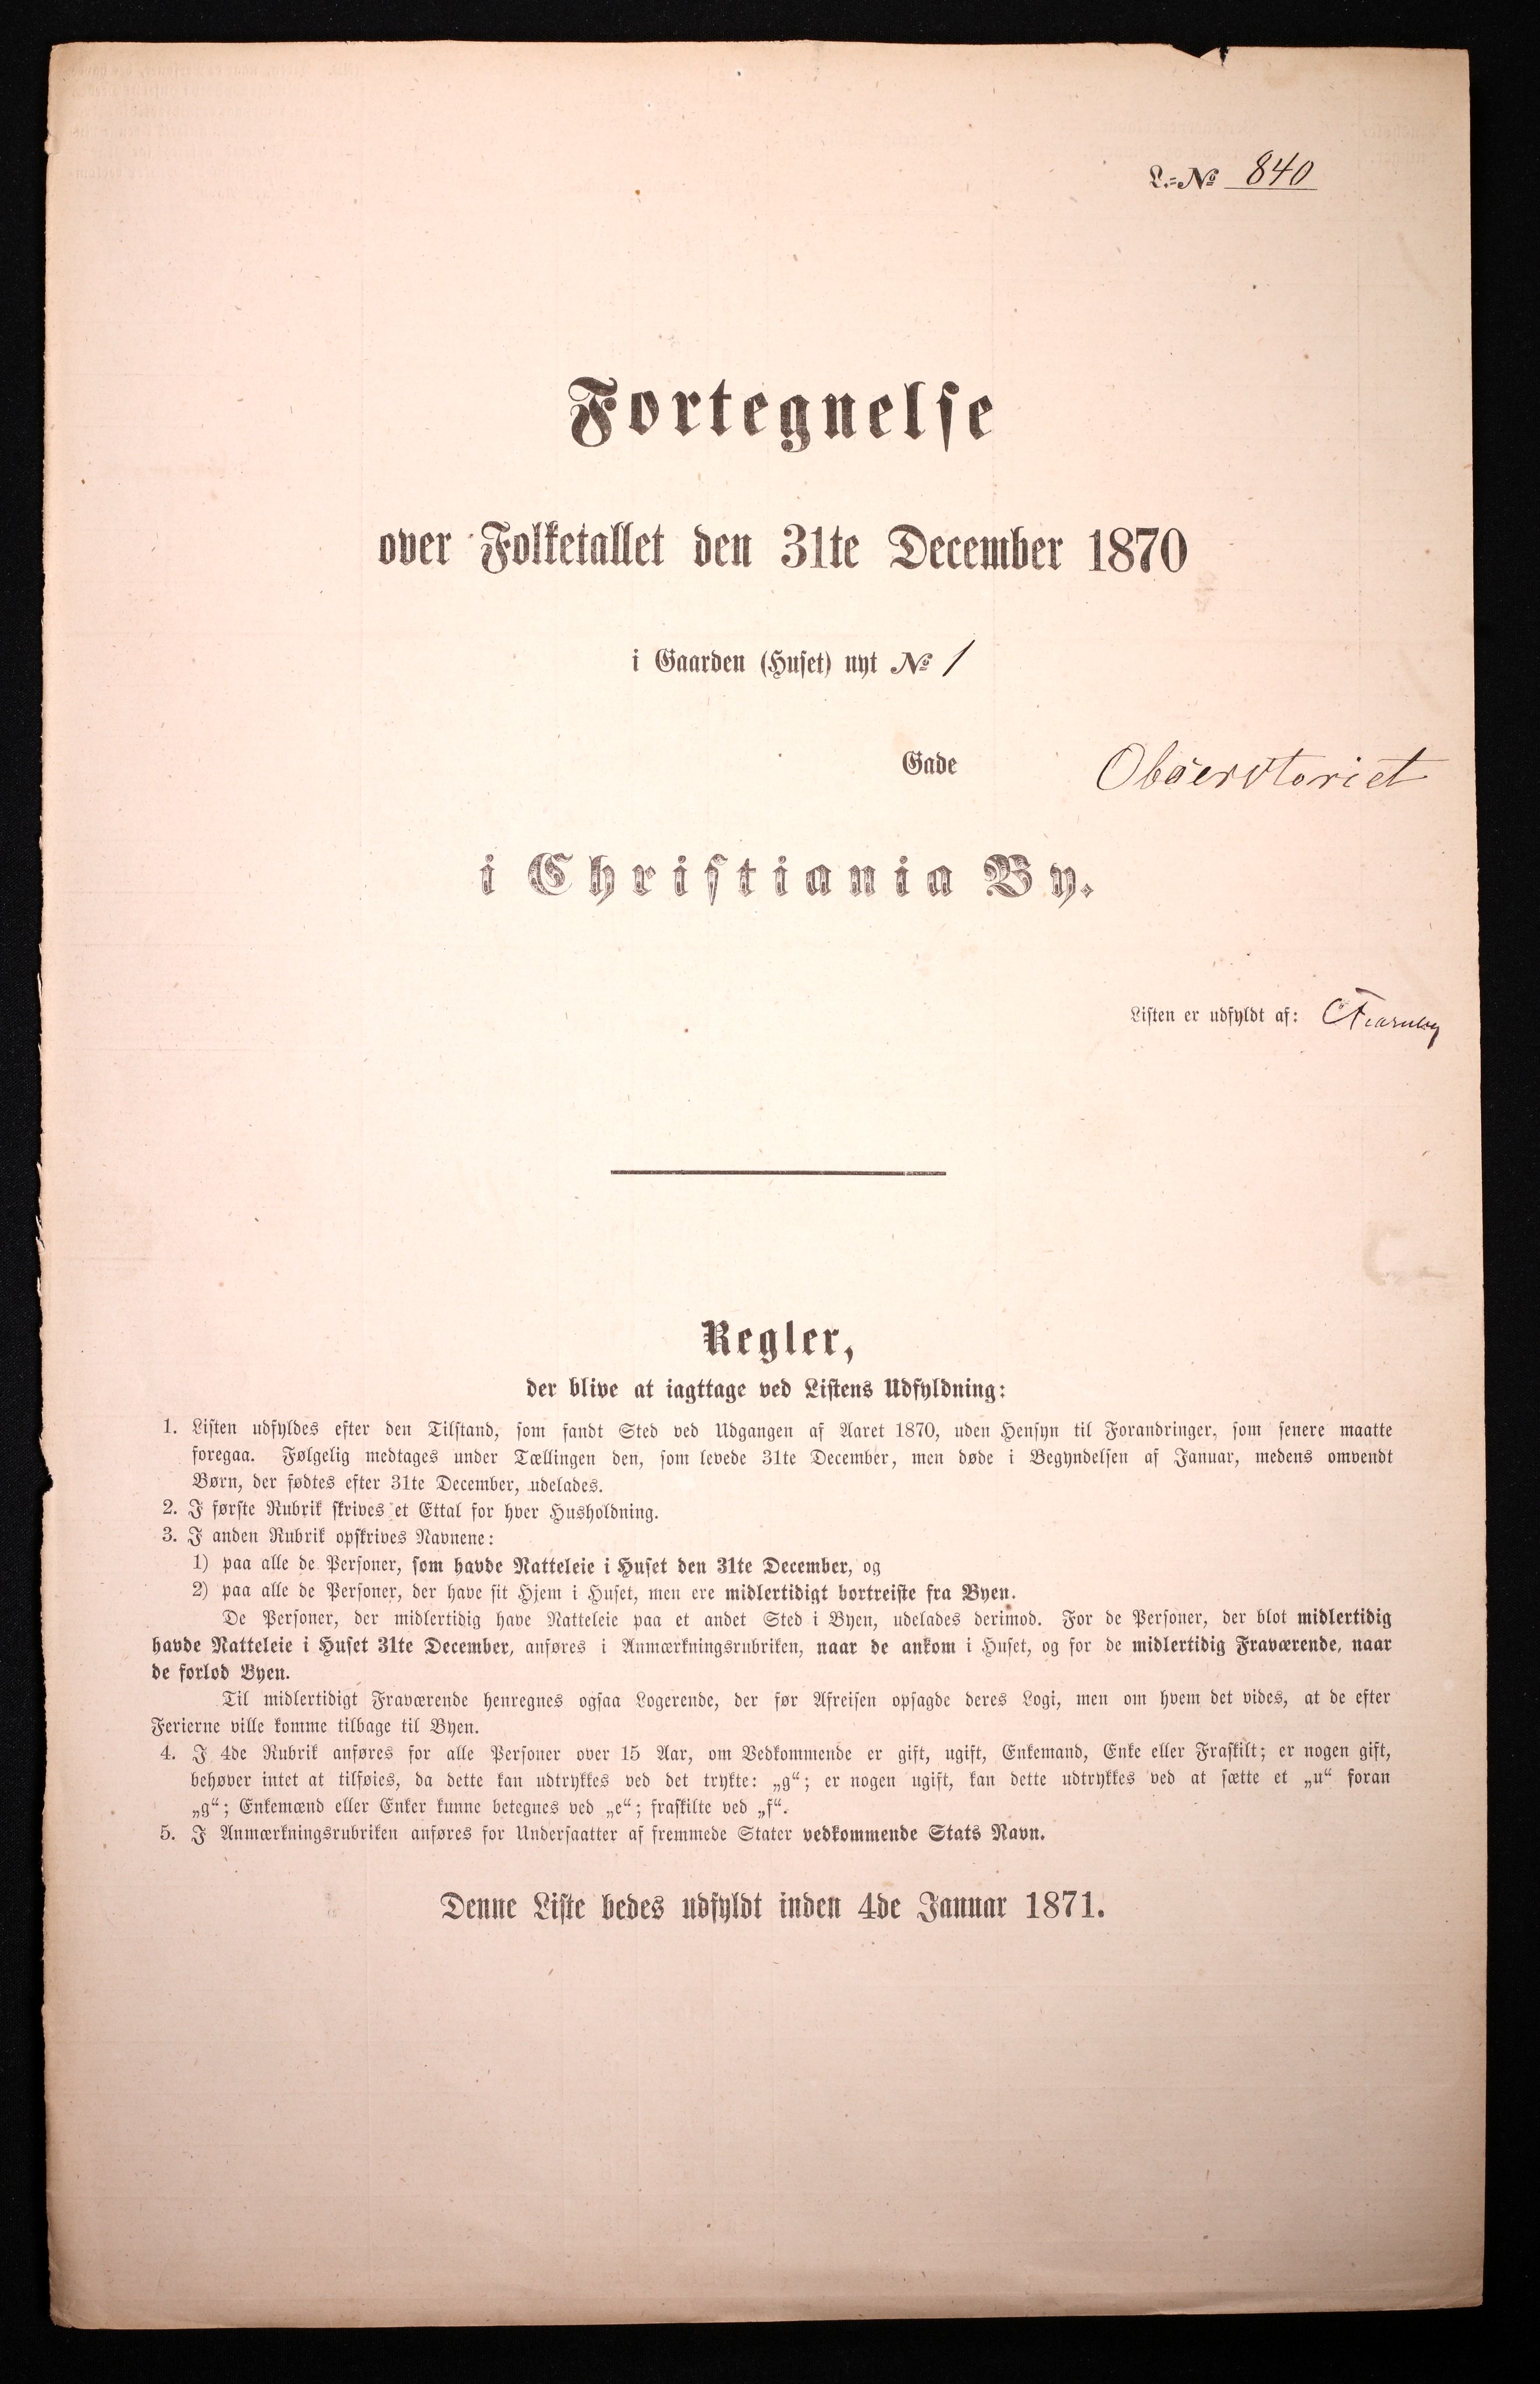 L.=No 840
Fortegnelse
over Folketallet den 31te December 1870
i Gaarden (Huset) nyt No 1
Gade Obserstoriet
i Christiania By.
Listen er udfyldt af: CFearnley
Regler,
der blive at iagttage ved Listens Udfyldning:
1. Listen udfyldes efter den Tilstand, som fandt Sted ved Udgangen af Aaret 1870, uden Hensyn til Forandringer, som senere maatte
foregaa. Følgelig medtages under Tællingen den, som levede 31te December, men døde i Begyndelsen af Januar, medens omvendt
Børn, der fødtes efter 31te December, udelades.
2. I første Rubrik skrives et Ettal for hver Husholdning.
3. I anden Rubrik opskrives Navnene:
1) paa alle de Personer, som havde Natteleie i Huset den 31te December, og
2) paa alle de Personer, der have sit Hjem i Huset, men ere midlertidigt bortreiste fra Byen.
De Personer, der midlertidig have Natteleie paa et andet Sted i Byen, udelades derimod. For de Personer, der blot midlertidig
havde Natteleie i Huset 31te December, anføres i Anmærkningsrubriken, naar de ankom i Huset, og for de midlertidig Fraværende, naar
de forlod Byen.
Til midlertidigt Fraværende henregnes ogsaa Logerende, der før Afreisen opsagde deres Logi, men om hvem det vides, at de efter
Ferierne ville komme tilbage til Byen.
4. I 4de Rubrik anføres for alle Personer over 15 Aar, om Vedkommende er gift, ugift, Enkemand, Enke eller Fraskilt; er nogen gift,
behøver intet at tilføies, da dette kan udtrykkes ved det trykte: „g“; er nogen ugift, kan dette udtrykkes ved at sætte et „u“ foran
„g“; Enkemænd eller Enker kunne betegnes ved „e“; fraskilte ved „f“.
5. I Anmærkningsrubriken anføres for Undersaatter af fremmede Stater vedkommende Stats Navn.
Denne Liste bedes udfyldt inden 4de Januar 1871.